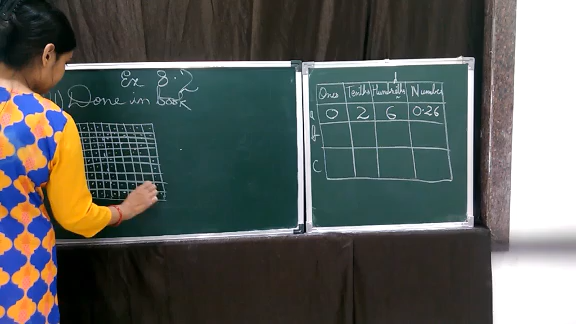 Ex 8.2
1) Done in book
Ones Tenths Hundredths Number
a 0 2 6 0.26
b
C